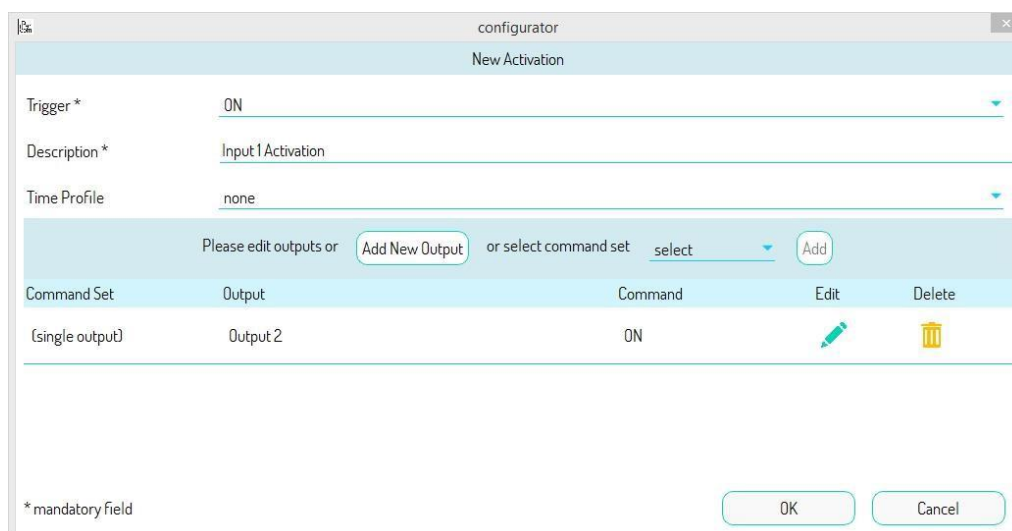 configurator
New Activation
Trigger * ON
Description * Input 1 Activation
Time Profile none
Please edit outputs or Add New Output or select command set select Add
Command Set Output Command Edit Delete
(single output) Output 2 ON
* mandatory field OK Cancel